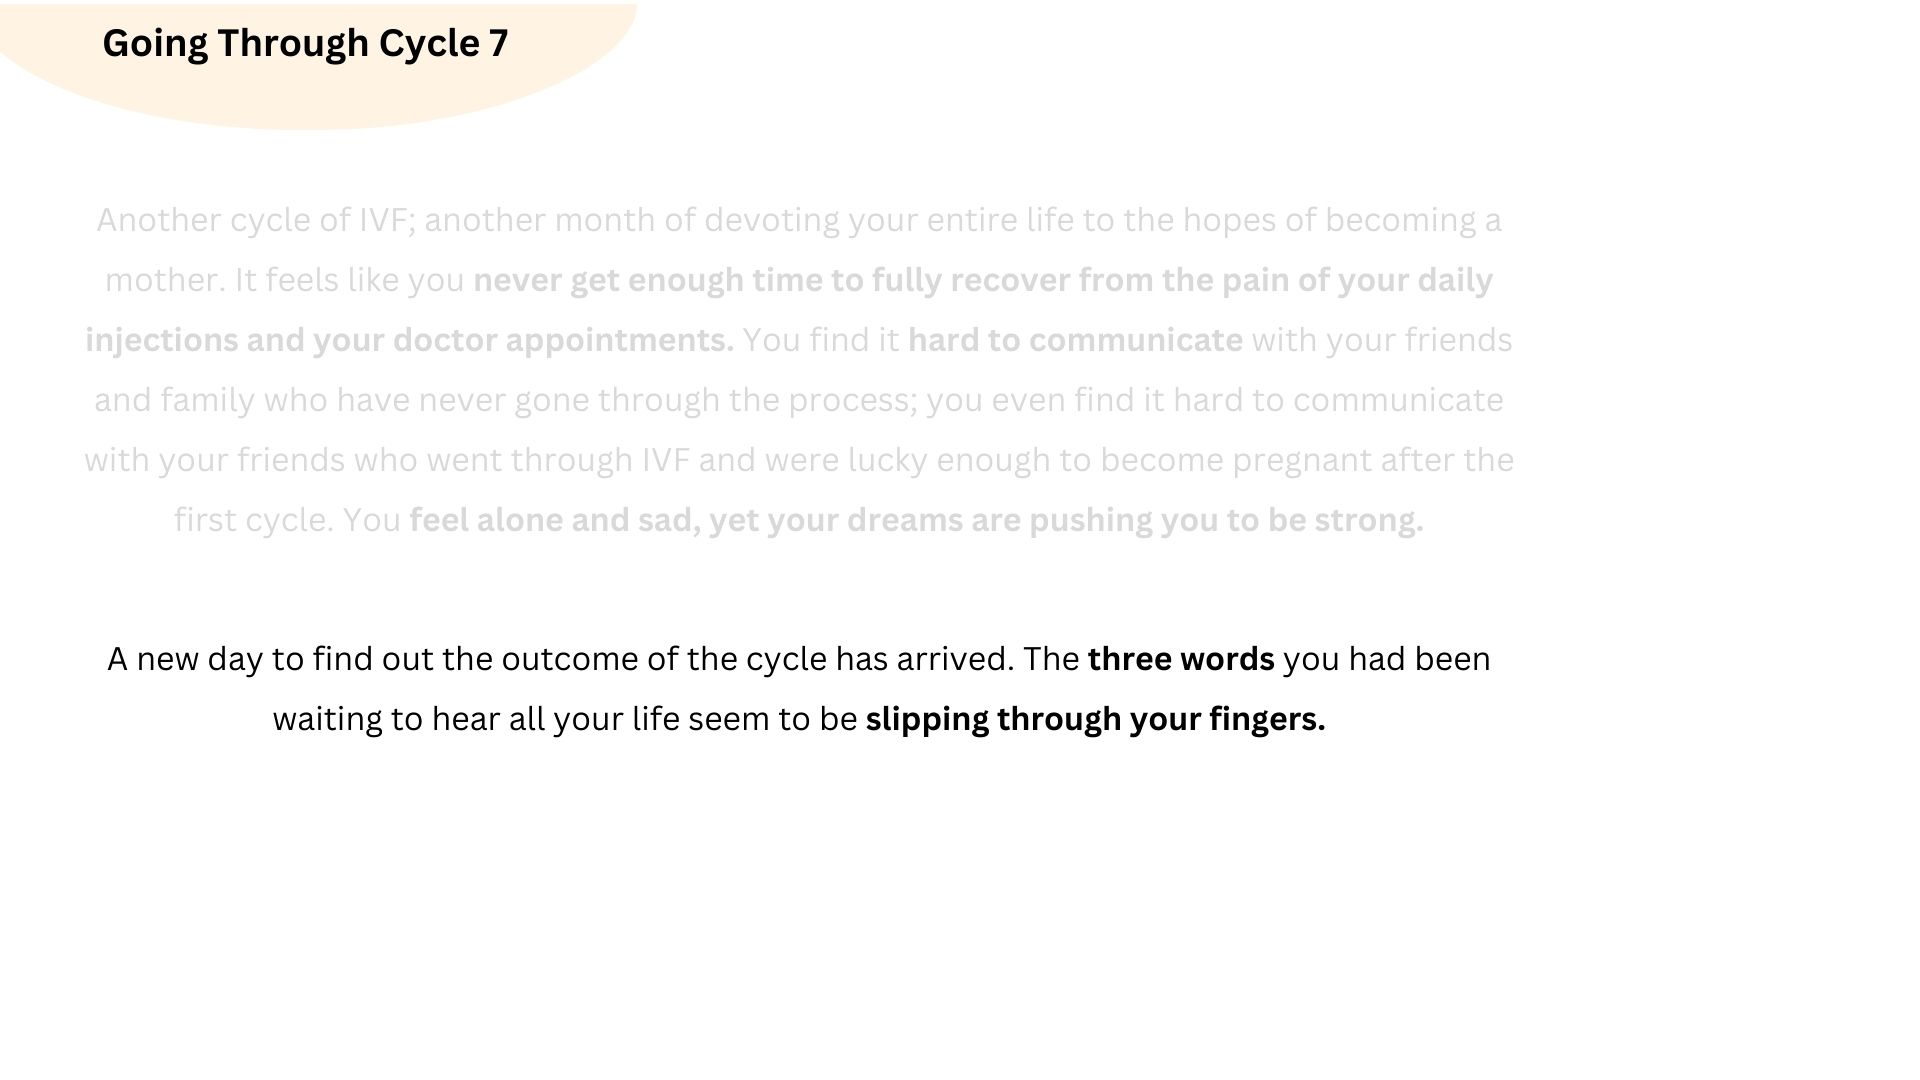 Going Through Cycle 7
Another cycle of IVF; another month of devoting your entire life to the hopes of becoming a
mother. It feels like you never get enough time to fully recover from the pain of your daily
injections and your doctor appointments. You find it hard to communicate with your friends
and family who have never gone through the process; you even find it hard to communicate
with your friends who went through IVF and were lucky enough to become pregnant after the
first cycle. You feel alone and sad, yet your dreams are pushing you to be strong.
A new day to find out the outcome of the cycle has arrived. The three words you had been
waiting to hear all your life seem to be slipping through your fingers.